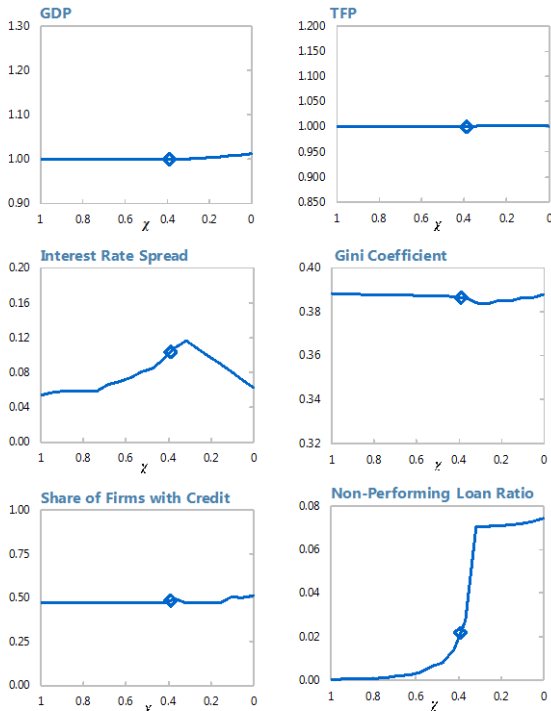 GDP
1.30
1.20
1.10
1.00
0.90
1 0.8 0.6 0.4 0.2 0
χ
TFP
1.200
1.150
1.100
1.050
1.000
0.950
0.900
0.850
1 0.8 0.6 0.4 0.2 0
χ
Interest Rate Spread
0.20
0.16
0.12
0.08
0.04
0.00
1 0.8 0.6 0.4 0.2 0
χ
Gini Coefficient
0.40
0.38
0.36
0.34
0.32
1 0.8 0.6 0.4 0.2 0
χ
Share of Firms with Credit
1.00
0.75
0.50
0.25
0.00
1 0.8 0.6 0.4 0.2 0
χ
Non-Performing Loan Ratio
0.08
0.06
0.04
0.02
0.00
1 0.8 0.6 0.4 0.2 0
χ